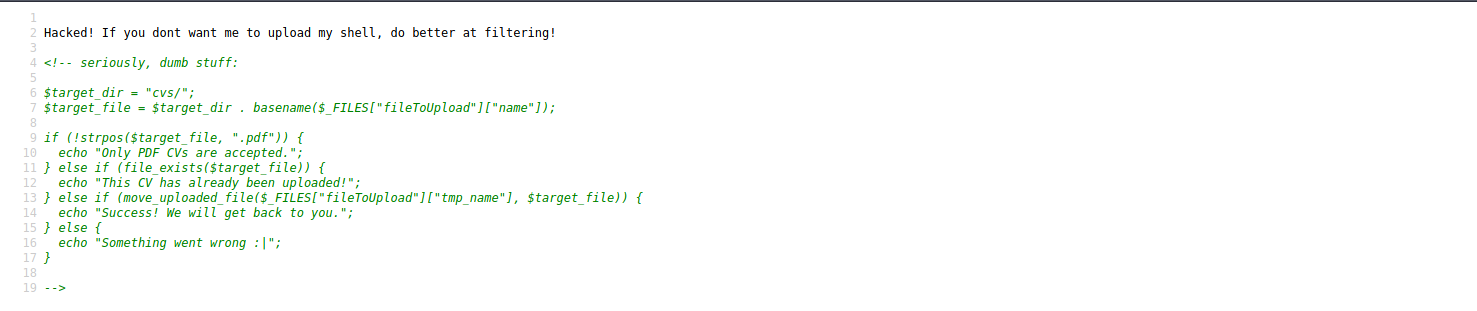 1
2 Hacked! If you dont want me to upload my shell, do better at filtering!
3
4 <!-- seriously, dumb stuff:
5
6 $target_dir = "cvs/";
7 $target_file = $target_dir . basename($_FILES["fileToUpload"]["name"]);
8
9 if (!strpos($target_file, ".pdf")) {
10   echo "Only PDF CVs are accepted.";
11 } else if (file_exists($target_file)) {
12   echo "This CV has already been uploaded!";
13 } else if (move_uploaded_file($_FILES["fileToUpload"]["tmp_name"], $target_file)) {
14   echo "Success! We will get back to you.";
15 } else {
16   echo "Something went wrong :|";
17 }
18
19 -->